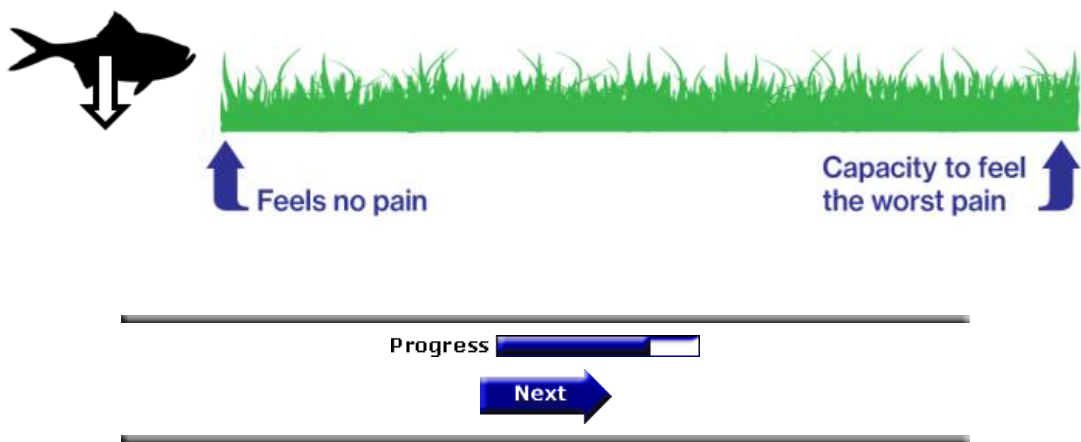 Feels no pain
Capacity to feel
the worst pain
Progress
Next